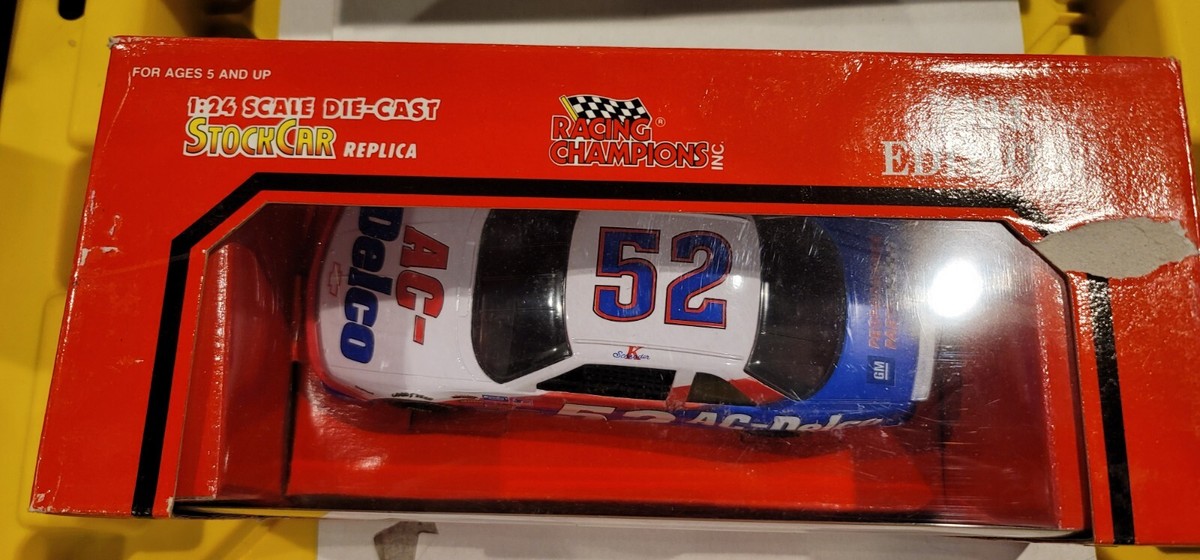 FOR AGES 5 AND UP
1:24 SCALE DIE-CAST
STOCKCAR REPLICA
RACING ®
CHAMPIONS INC.
AC-
Delco
52
K
GM
52 AC-Delco